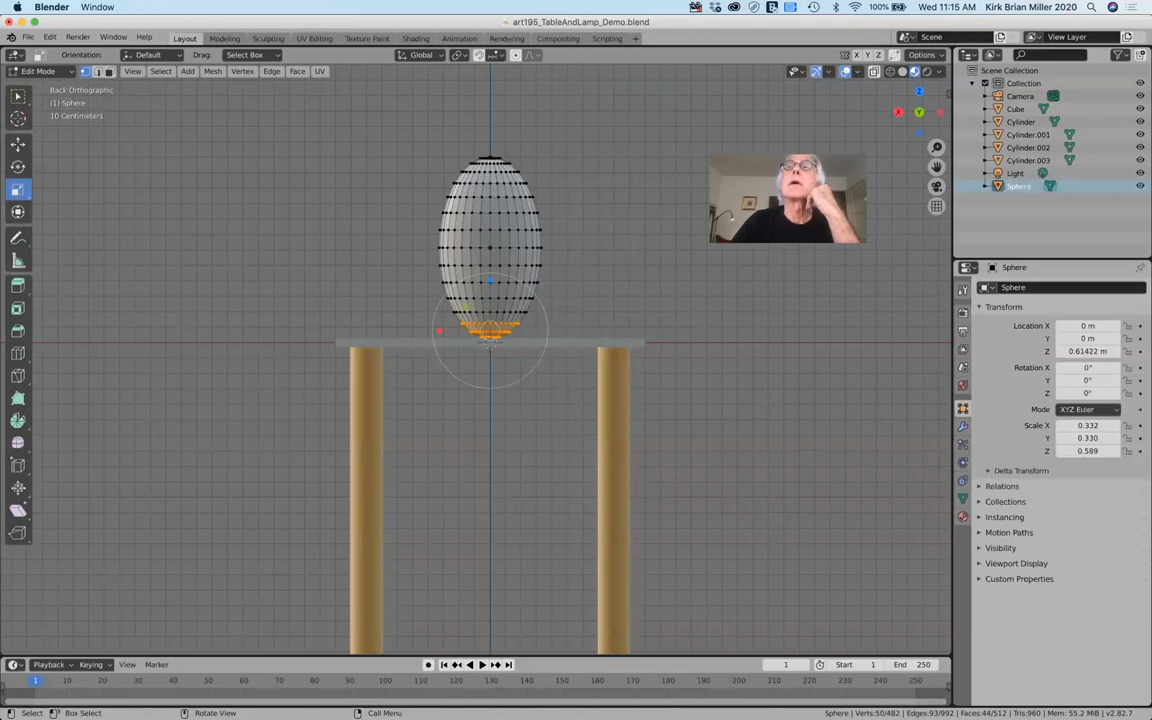 Blender Window 100% Wed 11:15 AM Kirk Brian Miller 2020
art195_TableAndLamp_Demo.blend
File Edit Render Window Help Layout Modeling Sculpting UV Editing Texture Paint Shading Animation Rendering Compositing Scripting + Scene View Layer
Orientation: Default Drag: Select Box Global X Y Z Options
Edit Mode View Select Add Mesh Vertex Edge Face UV
Back Orthographic
(1) Sphere
10 Centimeters
Z
X
Y
Scene Collection
Collection
Camera
Cube
Cylinder
Cylinder.001
Cylinder.002
Cylinder.003
Light
Sphere
Sphere
Sphere
Transform
Location X 0 m
Y 0 m
Z 0.61422 m
Rotation X 0°
Y 0°
Z 0°
Mode XYZ Euler
Scale X 0.332
Y 0.330
Z 0.589
Delta Transform
Relations
Collections
Instancing
Motion Paths
Visibility
Viewport Display
Custom Properties
Playback Keying View Marker 1 Start 1 End 250
1 10 20 30 40 50 60 70 80 90 100 110 120 130 140 150 160 170 180 190 200 210 220 230 240 250
Select Box Select Rotate View Call Menu Sphere | Verts:50/482 | Edges:93/992 | Faces:44/512 | Tris:960 | Mem: 55.2 MiB | v2.82.7